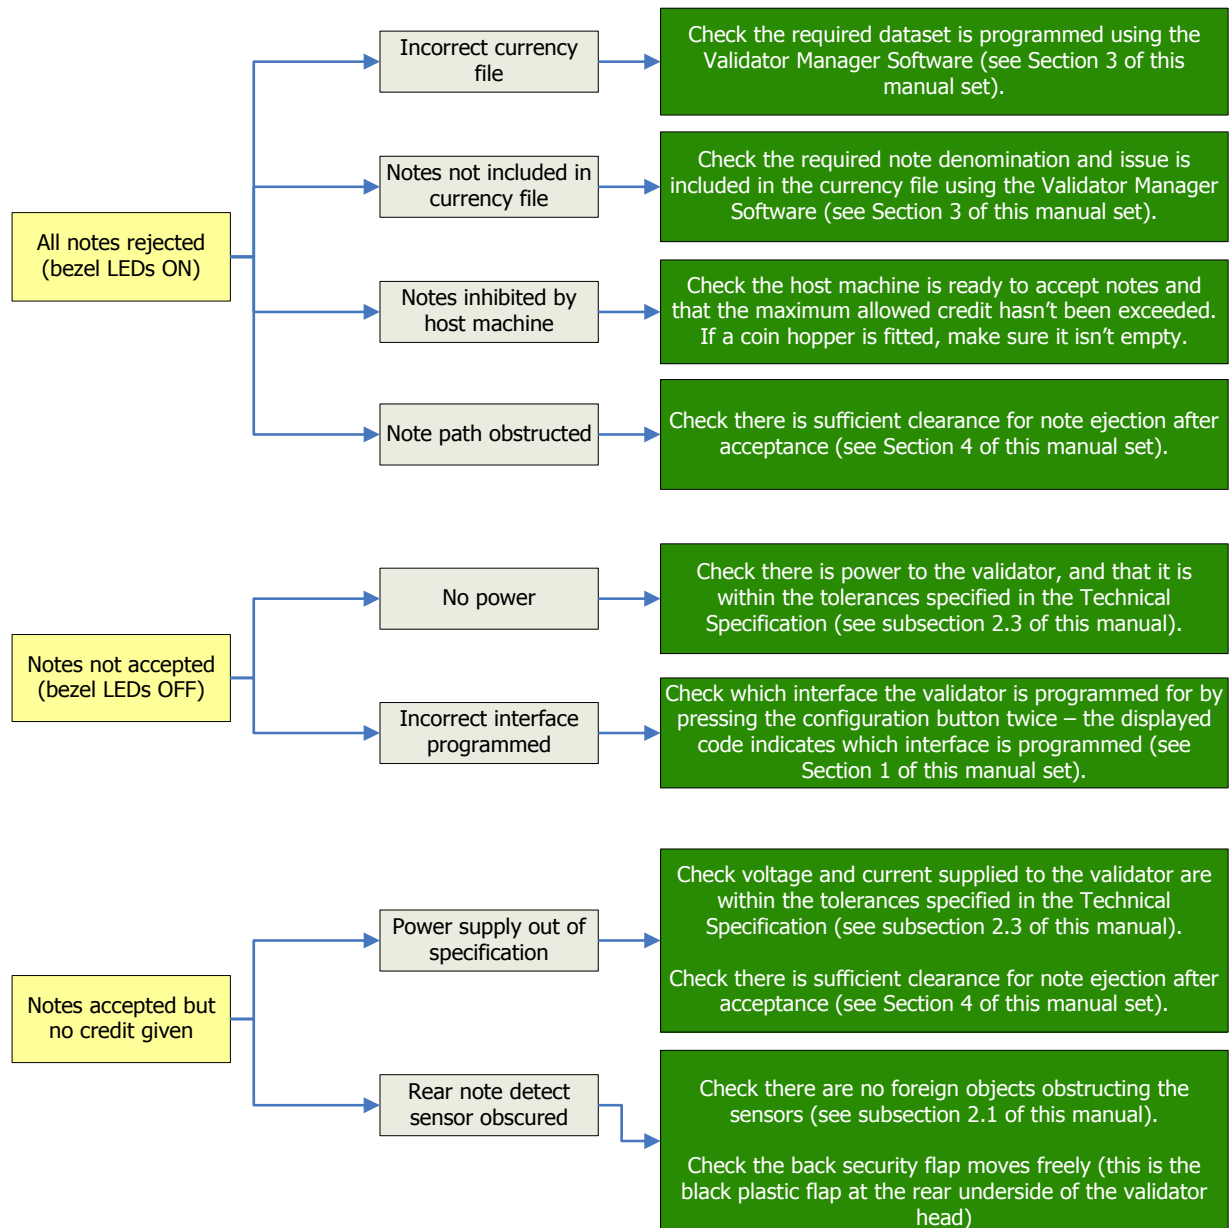 All notes rejected
(bezel LEDs ON)
Incorrect currency
file
Check the required dataset is programmed using the
Validator Manager Software (see Section 3 of this
manual set).
Notes not included in
currency file
Check the required note denomination and issue is
included in the currency file using the Validator Manager
Software (see Section 3 of this manual set).
Notes inhibited by
host machine
Check the host machine is ready to accept notes and
that the maximum allowed credit hasn’t been exceeded.
If a coin hopper is fitted, make sure it isn’t empty.
Note path obstructed
Check there is sufficient clearance for note ejection after
acceptance (see Section 4 of this manual set).
Notes not accepted
(bezel LEDs OFF)
No power
Check there is power to the validator, and that it is
within the tolerances specified in the Technical
Specification (see subsection 2.3 of this manual).
Incorrect interface
programmed
Check which interface the validator is programmed for by
pressing the configuration button twice – the displayed
code indicates which interface is programmed (see
Section 1 of this manual set).
Notes accepted but
no credit given
Power supply out of
specification
Check voltage and current supplied to the validator are
within the tolerances specified in the Technical
Specification (see subsection 2.3 of this manual).
Check there is sufficient clearance for note ejection after
acceptance (see Section 4 of this manual set).
Rear note detect
sensor obscured
Check there are no foreign objects obstructing the
sensors (see subsection 2.1 of this manual).
Check the back security flap moves freely (this is the
black plastic flap at the rear underside of the validator
head)